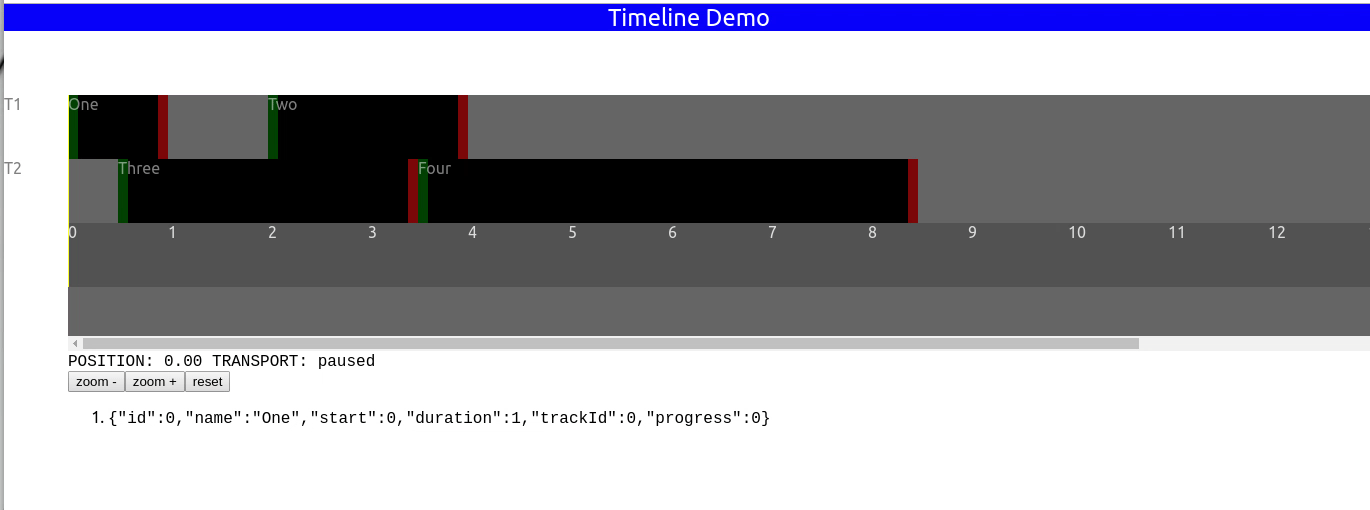 Timeline Demo
T1 One Two
T2 Three Four
0 1 2 3 4 5 6 7 8 9 10 11 12
POSITION: 0.00 TRANSPORT: paused
zoom - zoom + reset
1. {"id":0,"name":"One","start":0,"duration":1,"trackId":0,"progress":0}